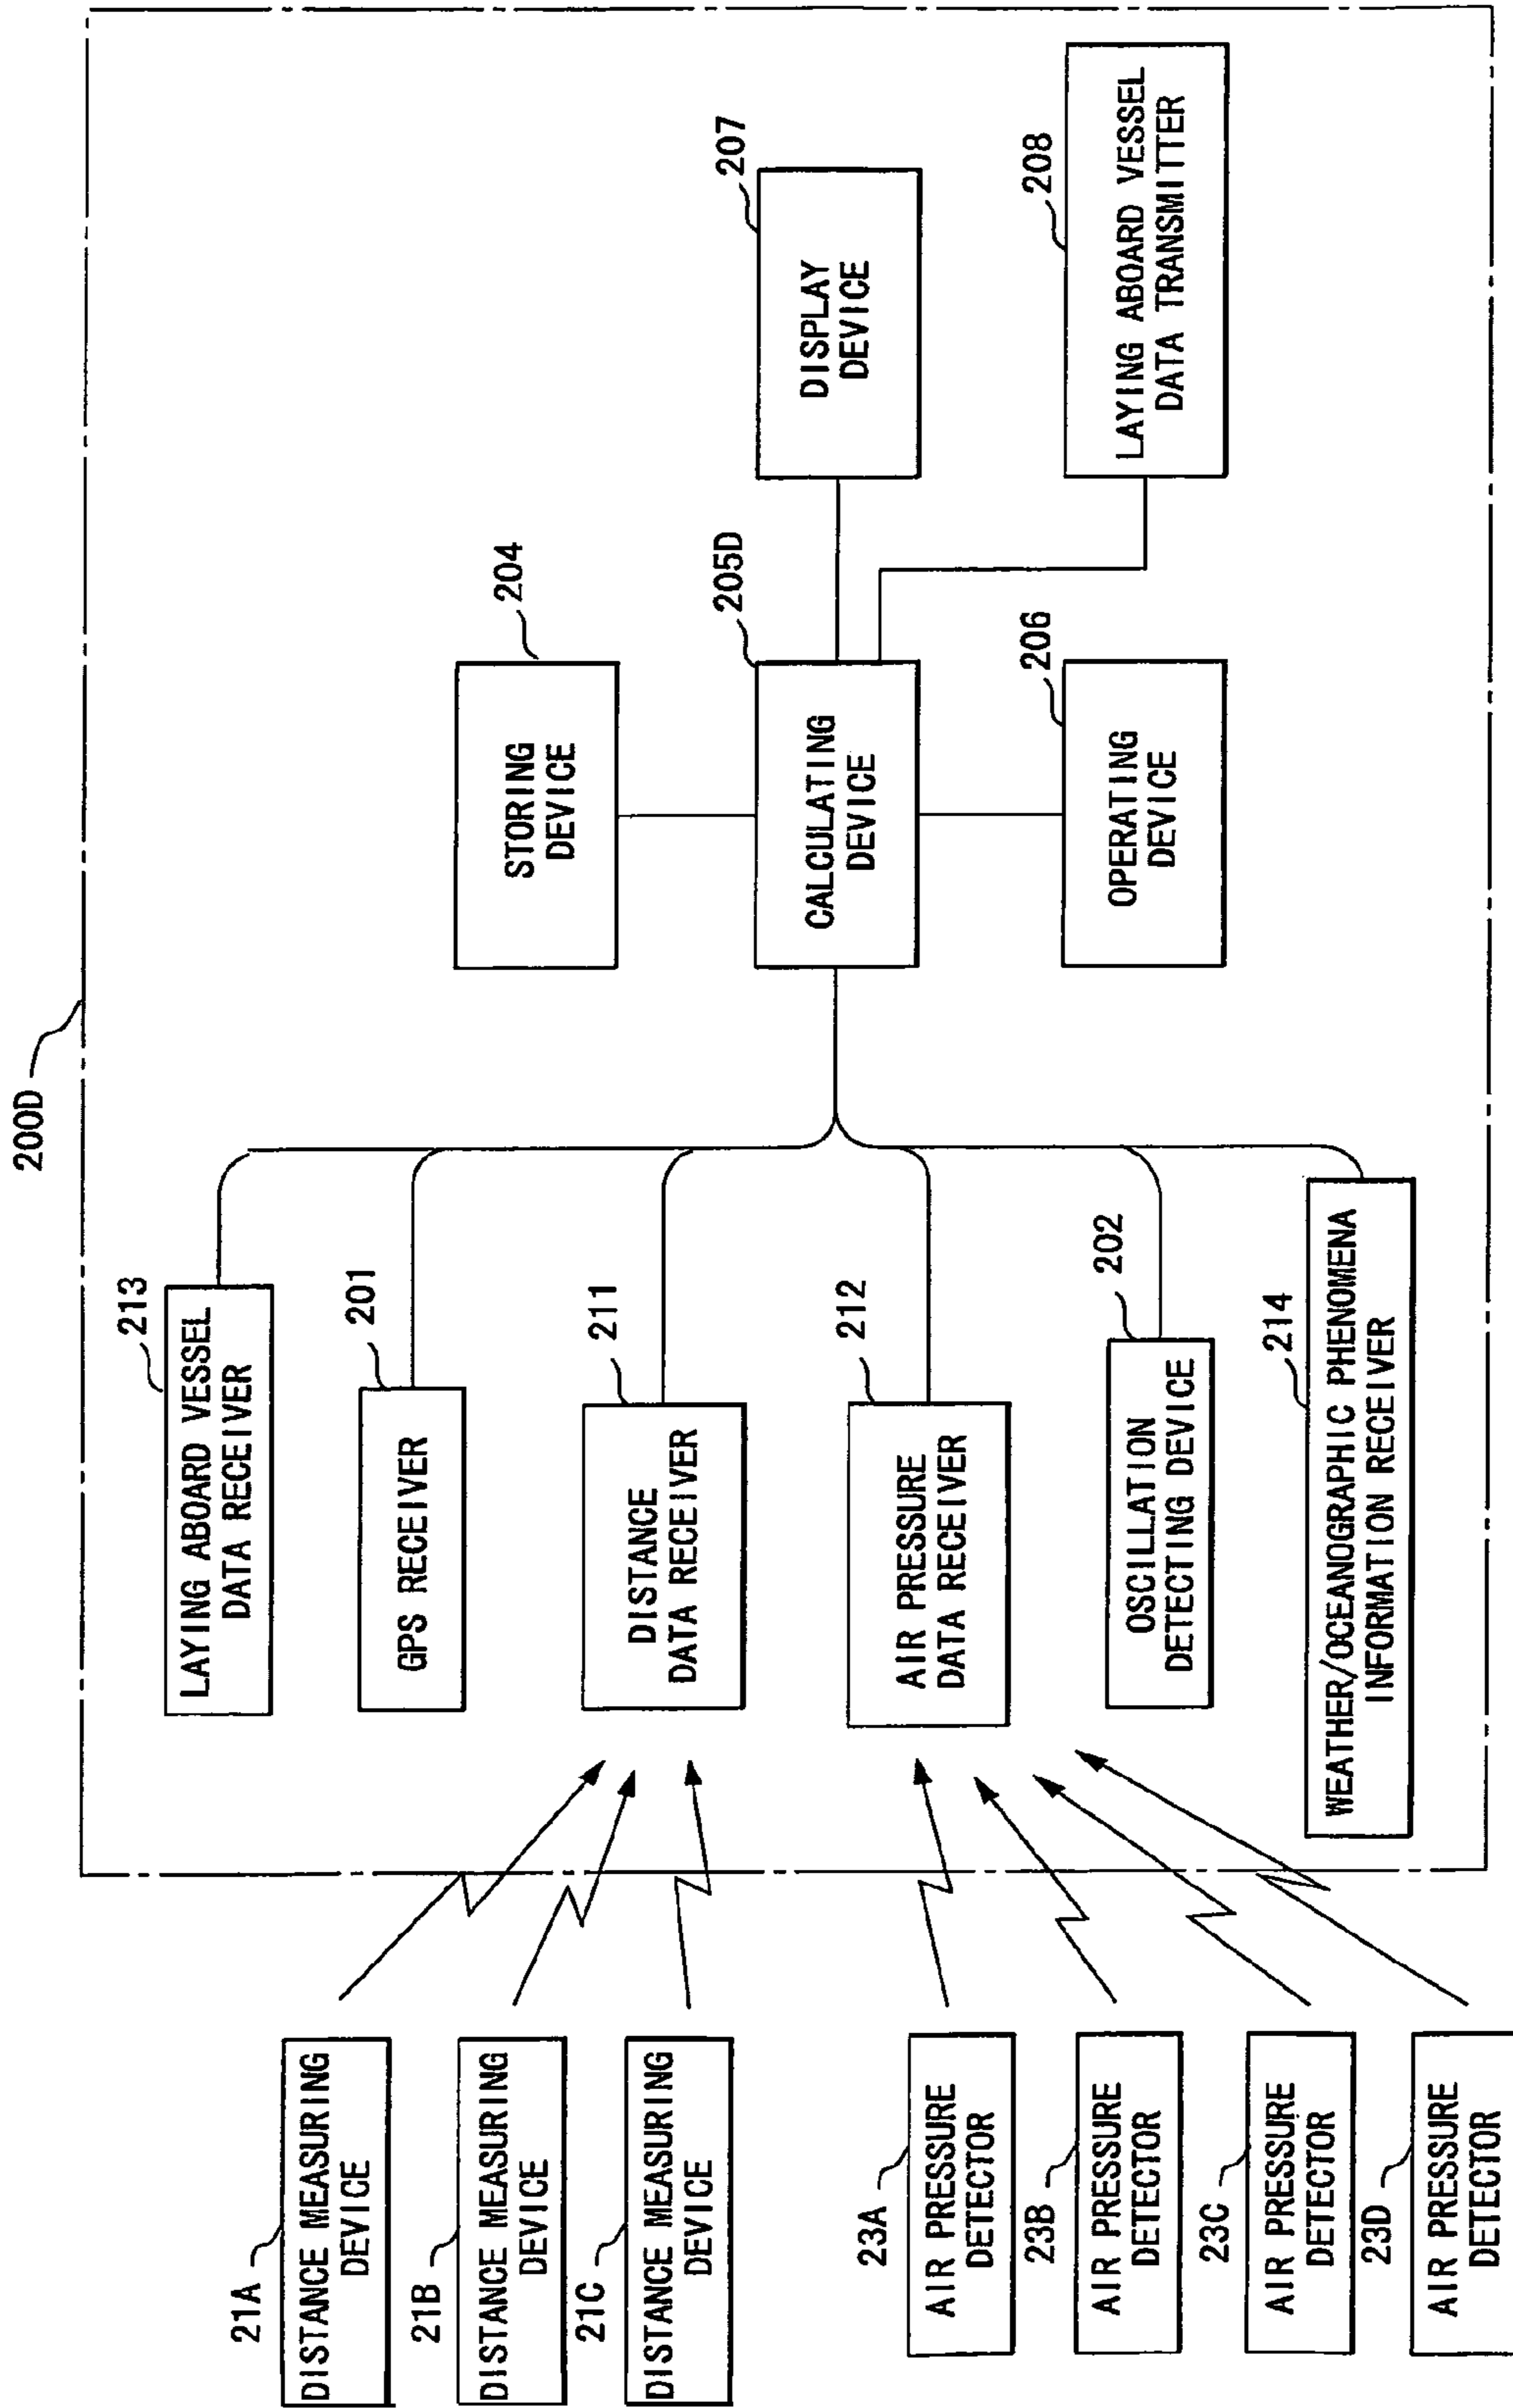 200D
21A
DISTANCE MEASURING
DEVICE
21B
DISTANCE MEASURING
DEVICE
21C
DISTANCE MEASURING
DEVICE
23A
AIR PRESSURE
DETECTOR
23B
AIR PRESSURE
DETECTOR
23C
AIR PRESSURE
DETECTOR
23D
AIR PRESSURE
DETECTOR
213
LAYING ABOARD VESSEL
DATA RECEIVER
201
GPS RECEIVER
211
DISTANCE
DATA RECEIVER
212
AIR PRESSURE
DATA RECEIVER
202
OSCILLATION
DETECTING DEVICE
214
WEATHER/OCEANOGRAPHIC PHENOMENA
INFORMATION RECEIVER
204
STORING
DEVICE
205D
CALCULATING
DEVICE
206
OPERATING
DEVICE
207
DISPLAY
DEVICE
208
LAYING ABOARD VESSEL
DATA TRANSMITTER